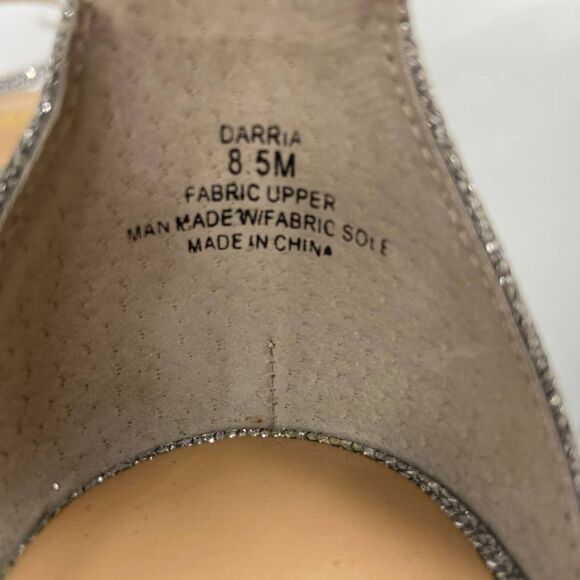 DARRIA
8.5M
FABRIC UPPER
MAN MADE W/FABRIC SOLE
MADE IN CHINA